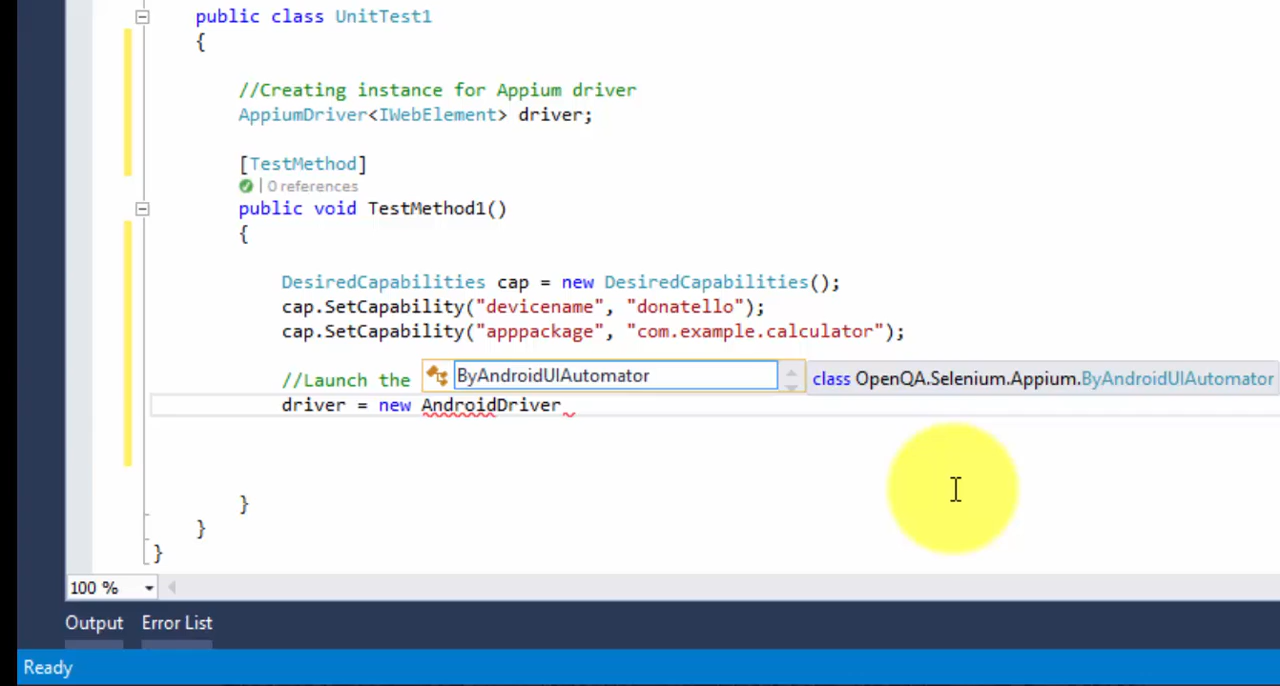 public class UnitTest1
{
//Creating instance for Appium driver
AppiumDriver<IWebElement> driver;
[TestMethod]
| 0 references
public void TestMethod1()
{
DesiredCapabilities cap = new DesiredCapabilities();
cap.SetCapability("devicename", "donatello");
cap.SetCapability("apppackage", "com.example.calculator");
//Launch the
ByAndroidUIAutomator
class OpenQA.Selenium.Appium.ByAndroidUIAutomator
driver = new AndroidDriver
}
}
}
100 %
Output Error List
Ready